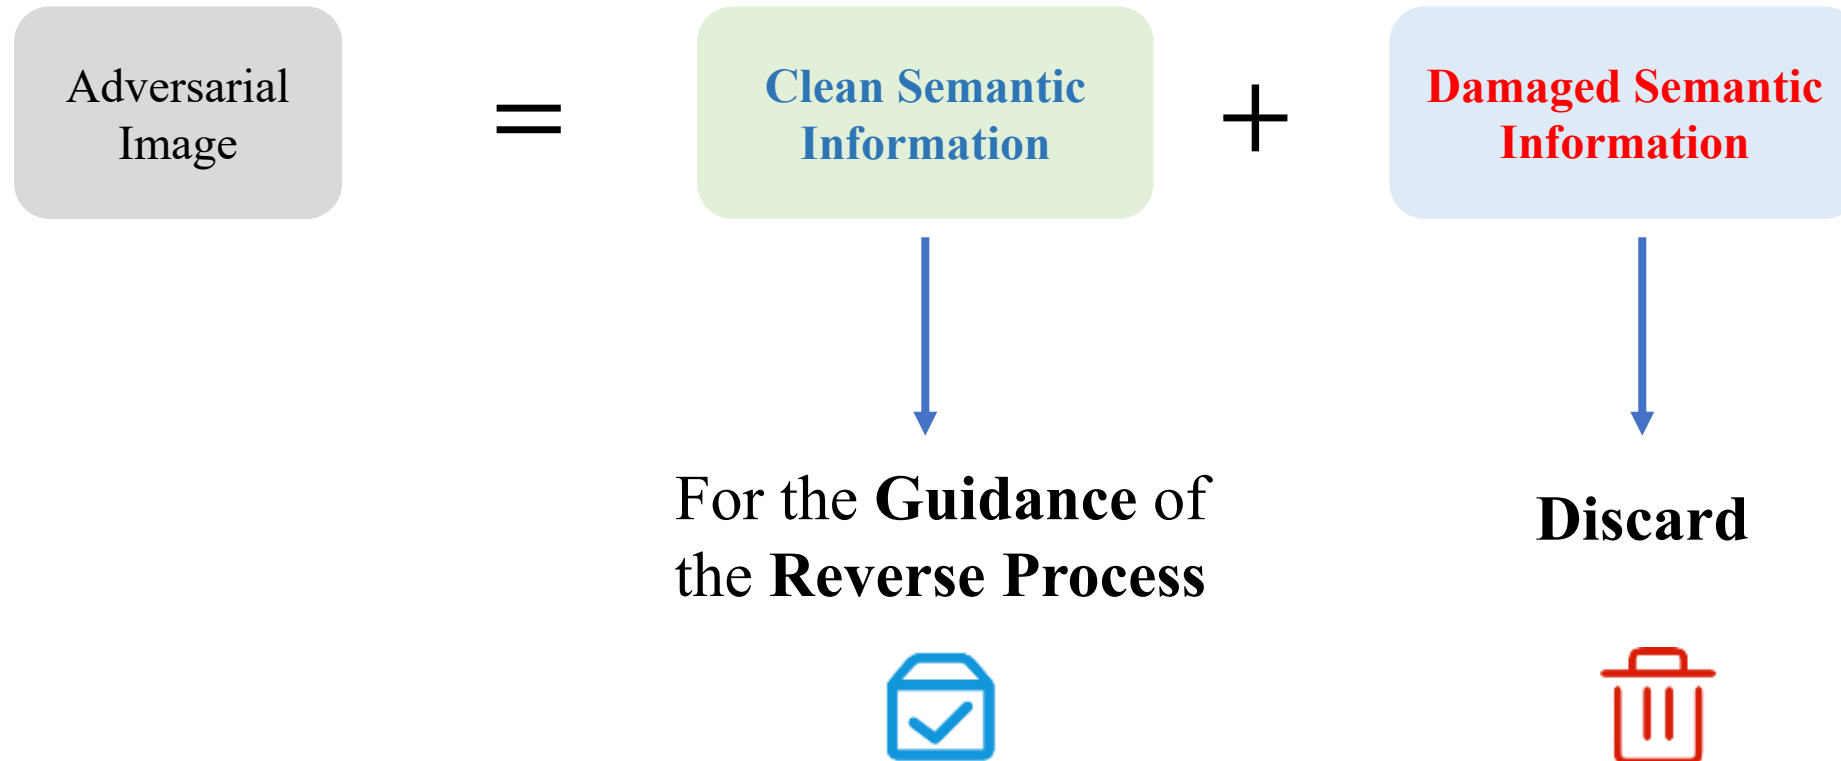 Adversarial
Image
=
Clean Semantic
Information
+
Damaged Semantic
Information
For the Guidance of
the Reverse Process
Discard